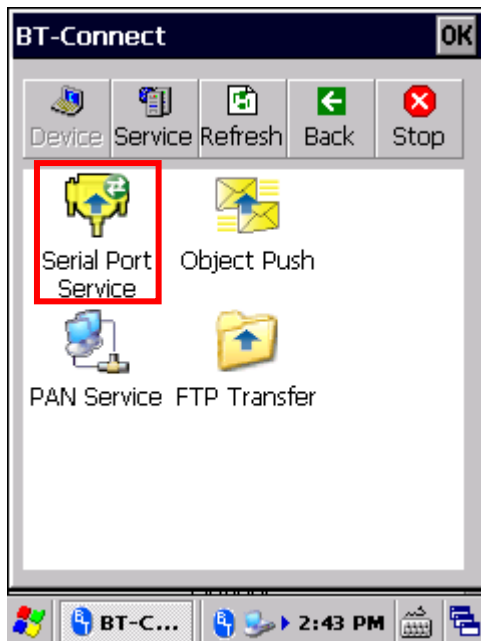 BT-Connect OK
Device Service Refresh Back Stop
Serial Port Service
Object Push
PAN Service
FTP Transfer
BT-C...
2:43 PM